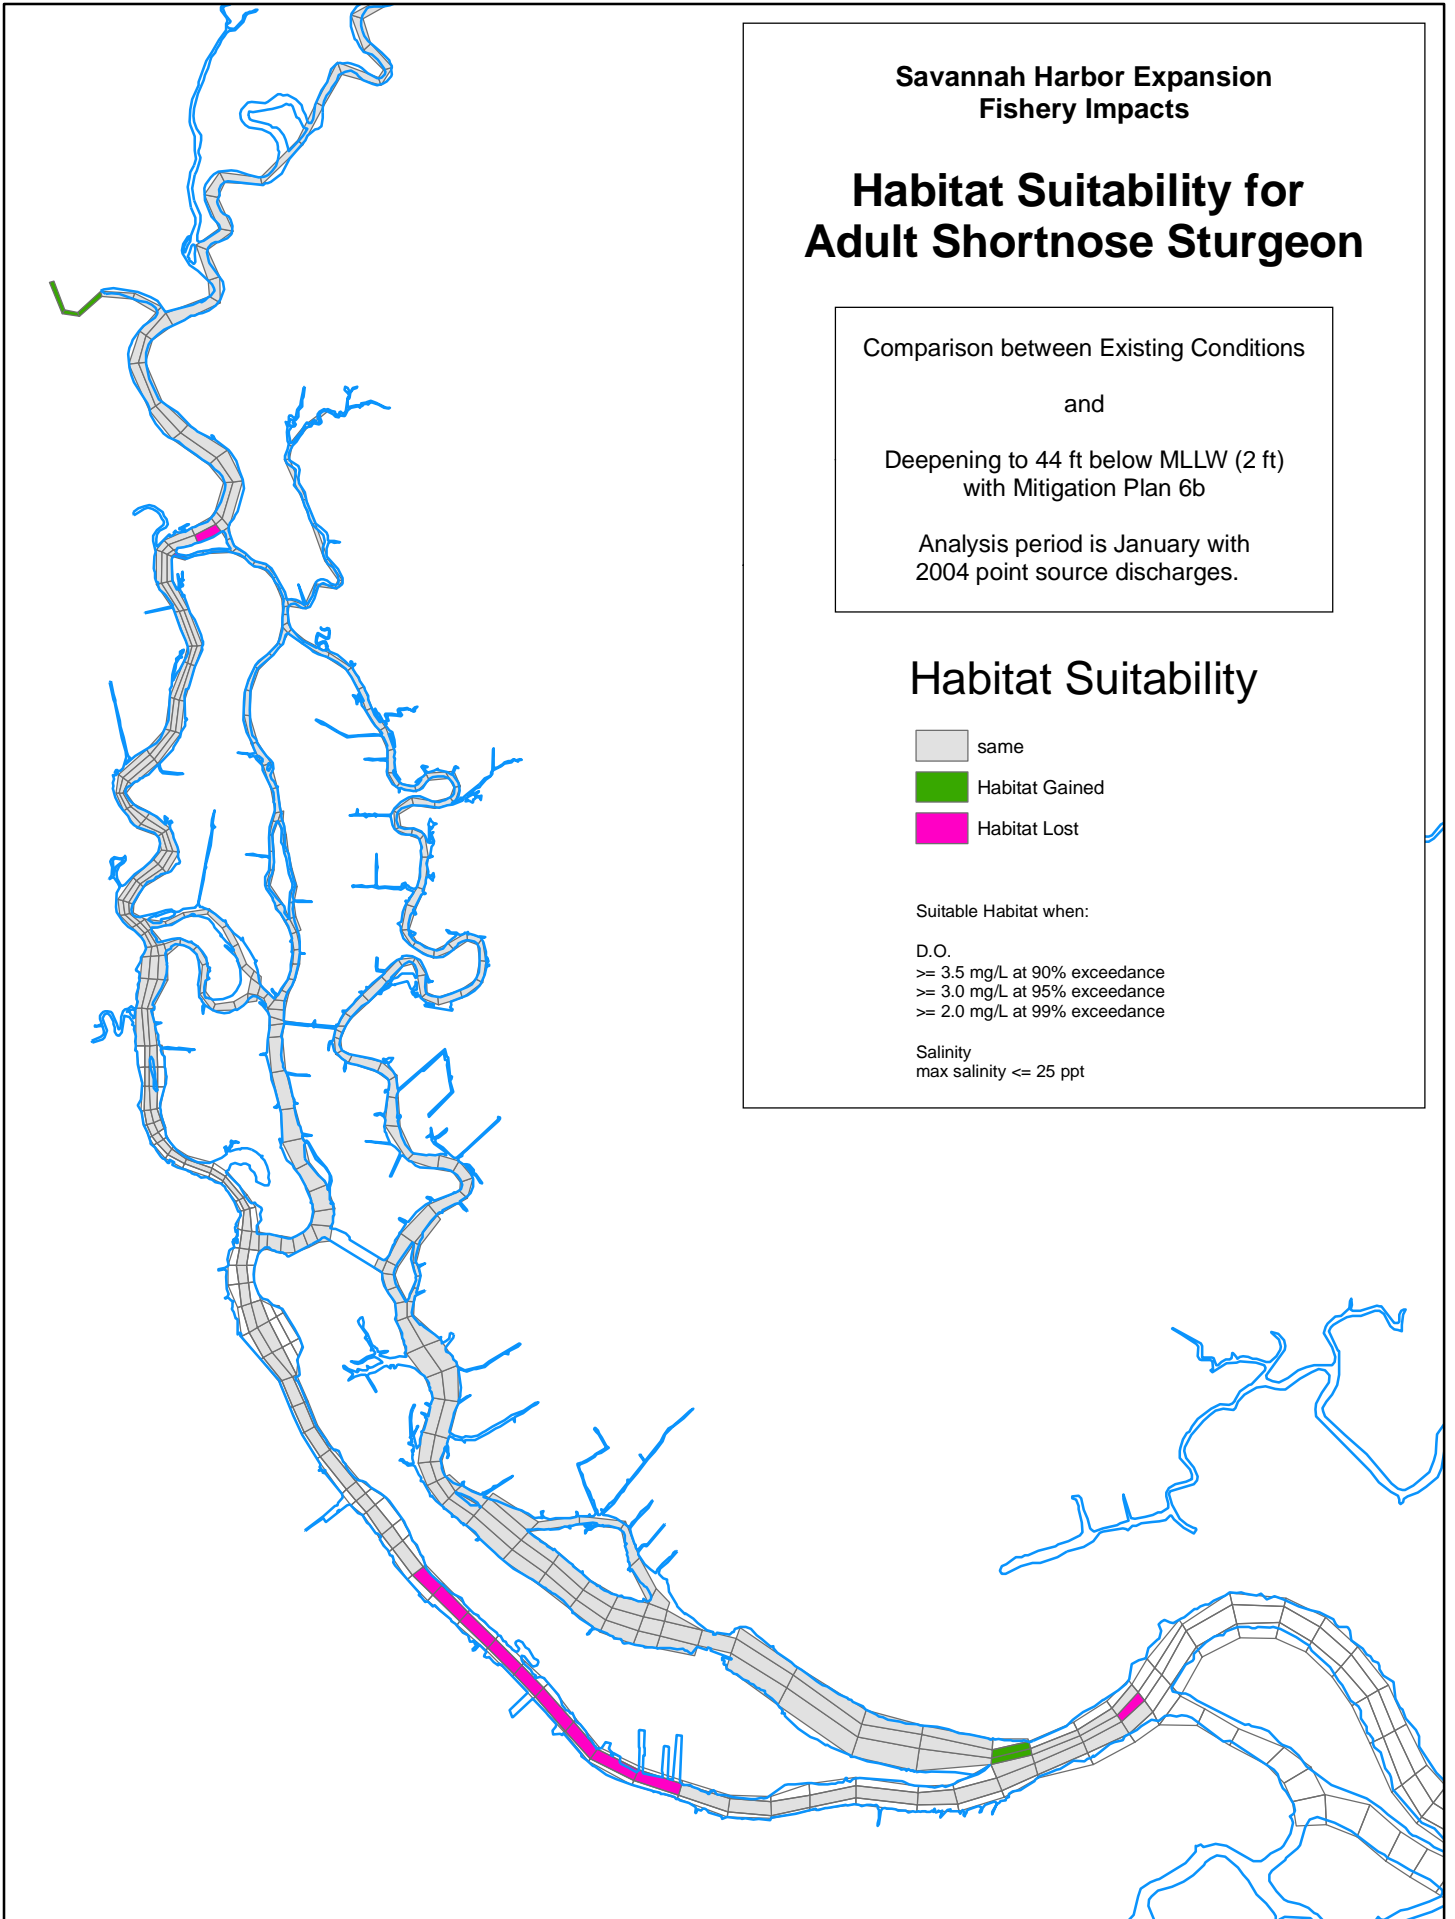 Savannah Harbor Expansion
Fishery Impacts
Habitat Suitability for
Adult Shortnose Sturgeon
Comparison between Existing Conditions
and
Deepening to 44 ft below MLLW (2 ft)
with Mitigation Plan 6b
Analysis period is January with
2004 point source discharges.
Habitat Suitability
same
Habitat Gained
Habitat Lost
Suitable Habitat when:
D.O.
>= 3.5 mg/L at 90% exceedance
>= 3.0 mg/L at 95% exceedance
>= 2.0 mg/L at 99% exceedance
Salinity
max salinity <= 25 ppt